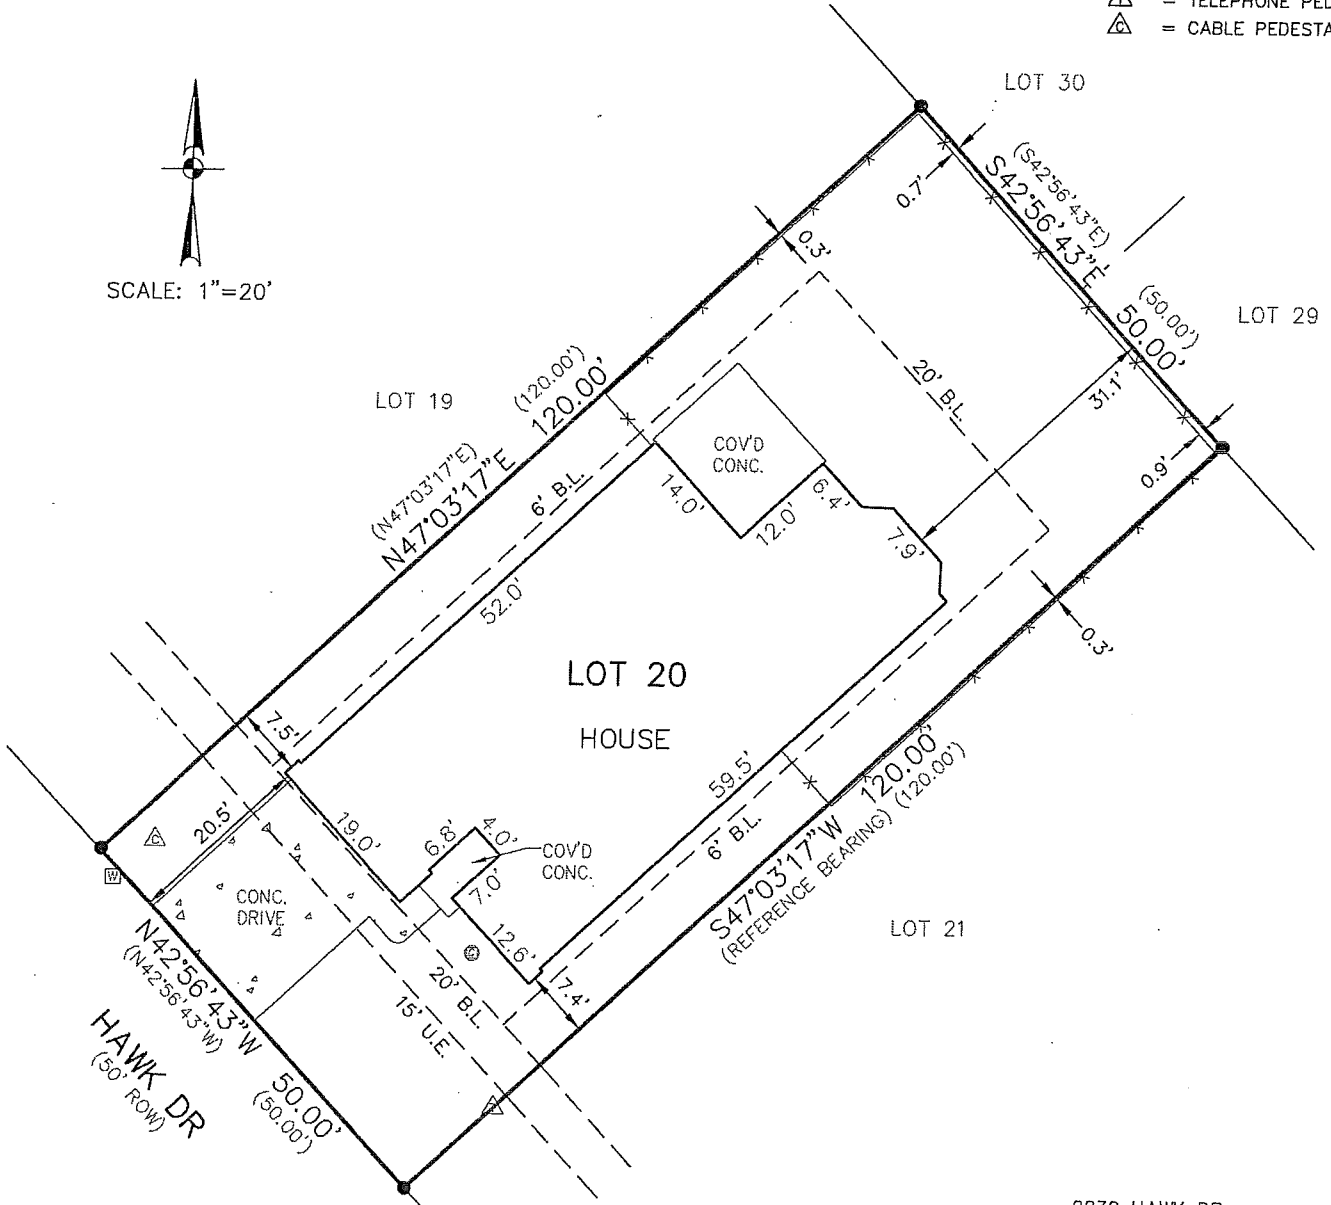 = TELEPHONE
= CABLE
LOT 30
SCALE: 1"=20'
0.7'
(S42°56'43"E)
S42°56'43"E
50.00'
(50.00')
LOT 29
0.3'
20' B.L.
31.1'
0.9'
LOT 19
(120.00')
120.00'
(N47°03'17"E)
N47°03'17"E
6' B.L.
COV'D
CONC.
14.0'
12.0'
6.4'
7.9'
52.0'
0.3'
LOT 20
HOUSE
7.5'
20.5'
19.0'
6.8'
4.0'
COV'D
CONC.
7.0'
12.6'
59.5'
6' B.L.
S47°03'17"W 120.00'
(REFERENCE BEARING) (120.00')
LOT 21
C
W
CONC.
DRIVE
N42°56'43"W
(N42°56'43"W)
50.00'
(50.00')
HAWK DR
(50' ROW)
20' B.L.
15' U.E.
7.4'
C